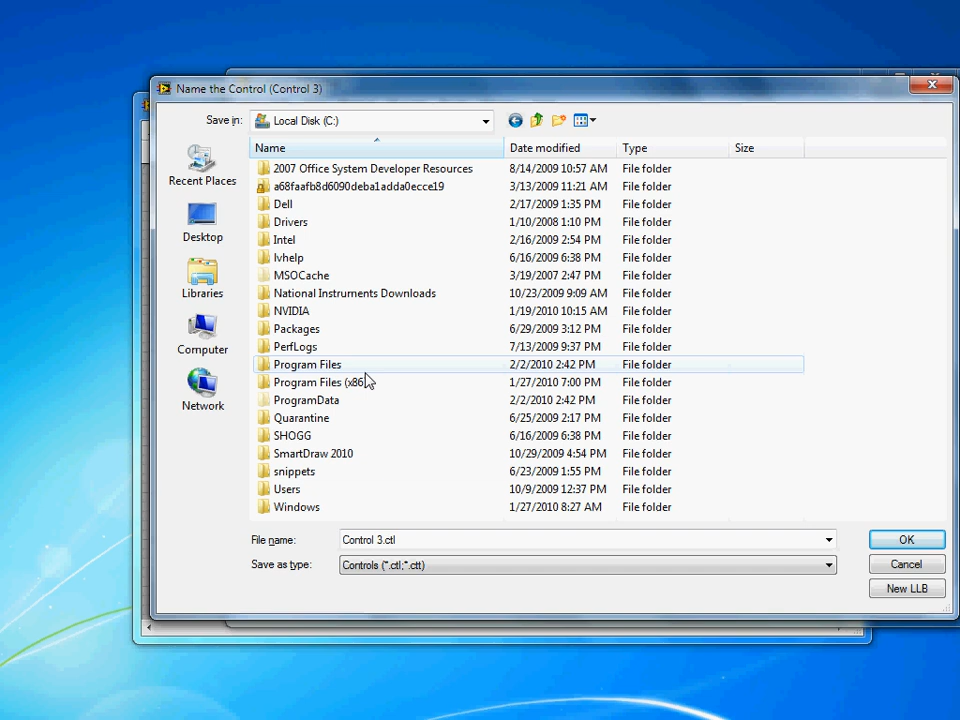 Name the Control (Control 3)
Save in: Local Disk (C:)
Name Date modified Type Size
2007 Office System Developer Resources 8/14/2009 10:57 AM File folder
a68faafb8d6090deba1adda0ecce19 3/13/2009 11:21 AM File folder
Dell 2/17/2009 1:35 PM File folder
Drivers 1/10/2008 1:10 PM File folder
Intel 2/16/2009 2:54 PM File folder
lvhelp 6/16/2009 6:38 PM File folder
MSOCache 3/19/2007 2:47 PM File folder
National Instruments Downloads 10/23/2009 9:09 AM File folder
NVIDIA 1/19/2010 10:15 AM File folder
Packages 6/29/2009 3:12 PM File folder
PerfLogs 7/13/2009 9:37 PM File folder
Program Files 2/2/2010 2:42 PM File folder
Program Files (x86 1/27/2010 7:00 PM File folder
ProgramData 2/2/2010 2:42 PM File folder
Quarantine 6/25/2009 2:17 PM File folder
SHOGG 6/16/2009 6:38 PM File folder
SmartDraw 2010 10/29/2009 4:54 PM File folder
snippets 6/23/2009 1:55 PM File folder
Users 10/9/2009 12:37 PM File folder
Windows 1/27/2010 8:27 AM File folder
Recent Places
Desktop
Libraries
Computer
Network
File name: Control 3.ctl OK
Save as type: Controls (*.ctl;*.ctt) Cancel
New LLB